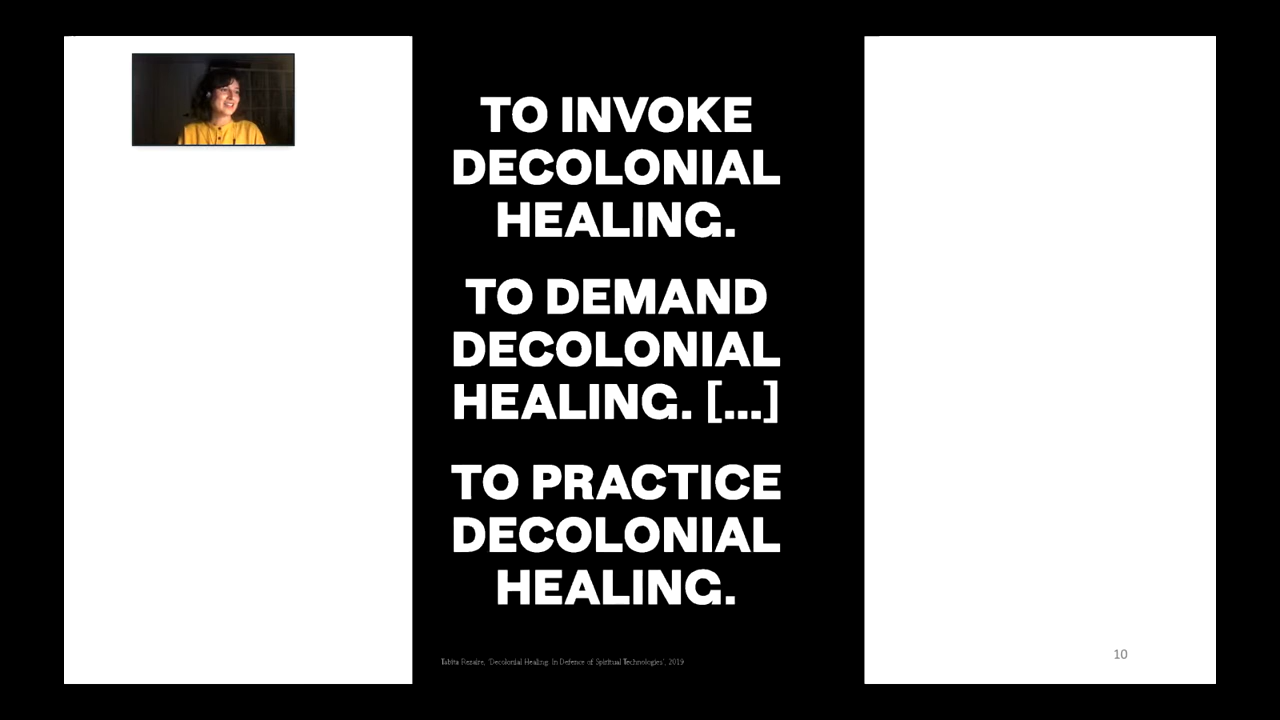 TO INVOKE
DECOLONIAL
HEALING.
TO DEMAND
DECOLONIAL
HEALING. [...]
TO PRACTICE
DECOLONIAL
HEALING.
Tabita Rezaire, 'Decolonial Healing: In Defence of Spiritual Technologies', 2019
10